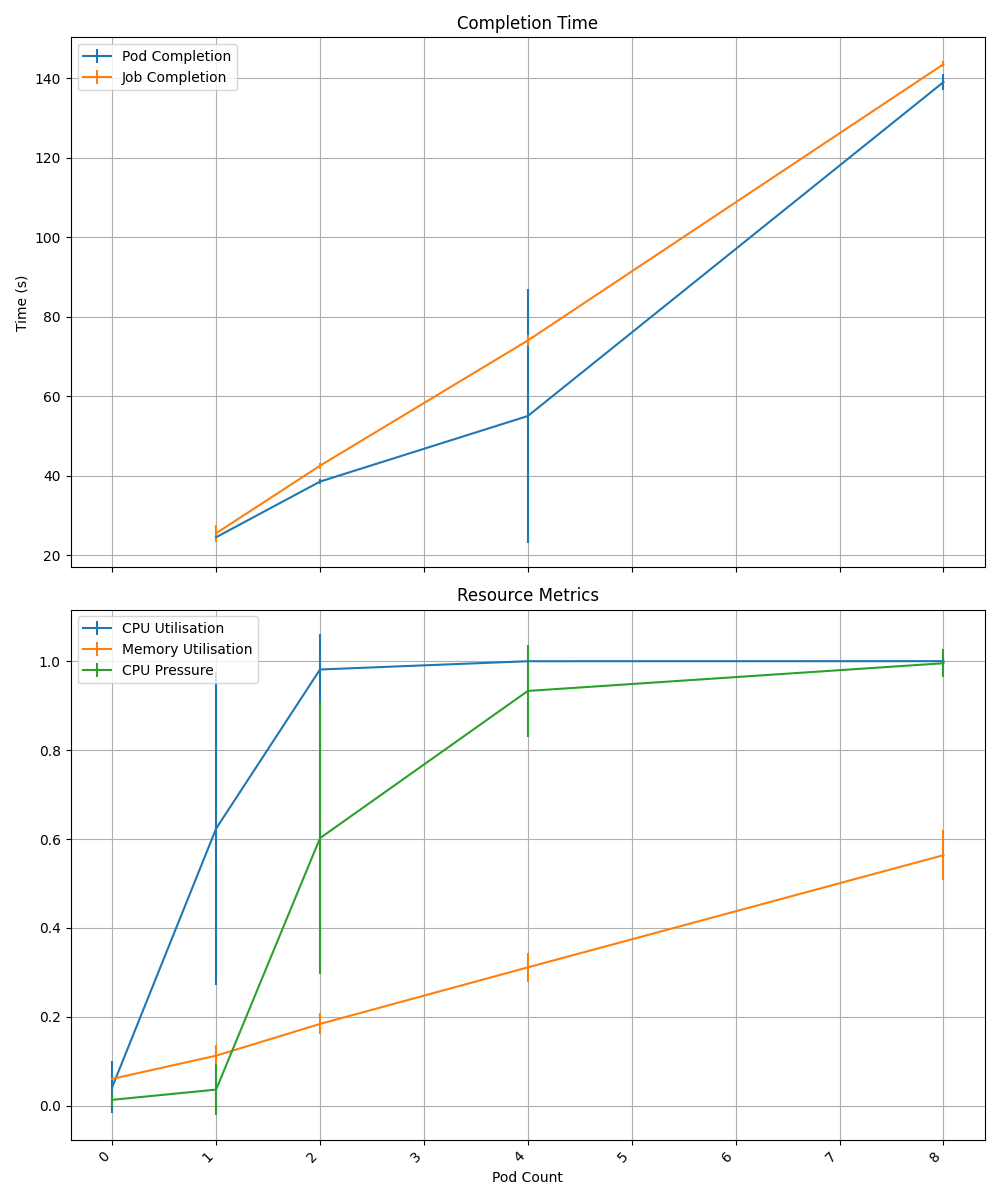 Completion Time
Pod Completion
Job Completion
140
120
100
80
60
40
20
Time (s)
Resource Metrics
CPU Utilisation
Memory Utilisation
CPU Pressure
1.0
0.8
0.6
0.4
0.2
0.0
0 1 2 3 4 5 6 7 8
Pod Count